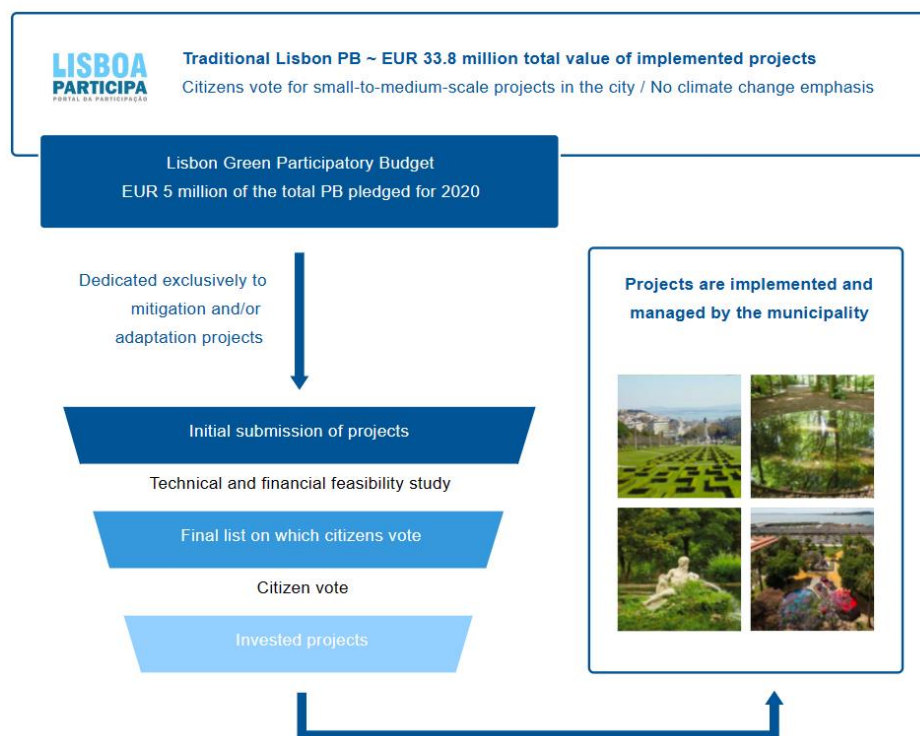 LISBOA
PARTICIPA
PORTAL DA PARTICIPAÇÃO
Traditional Lisbon PB ~ EUR 33.8 million total value of implemented projects
Citizens vote for small-to-medium-scale projects in the city / No climate change emphasis
Lisbon Green Participatory Budget
EUR 5 million of the total PB pledged for 2020
Dedicated exclusively to
mitigation and/or
adaptation projects
Initial submission of projects
Technical and financial feasibility study
Final list on which citizens vote
Citizen vote
Invested projects
Projects are implemented and
managed by the municipality